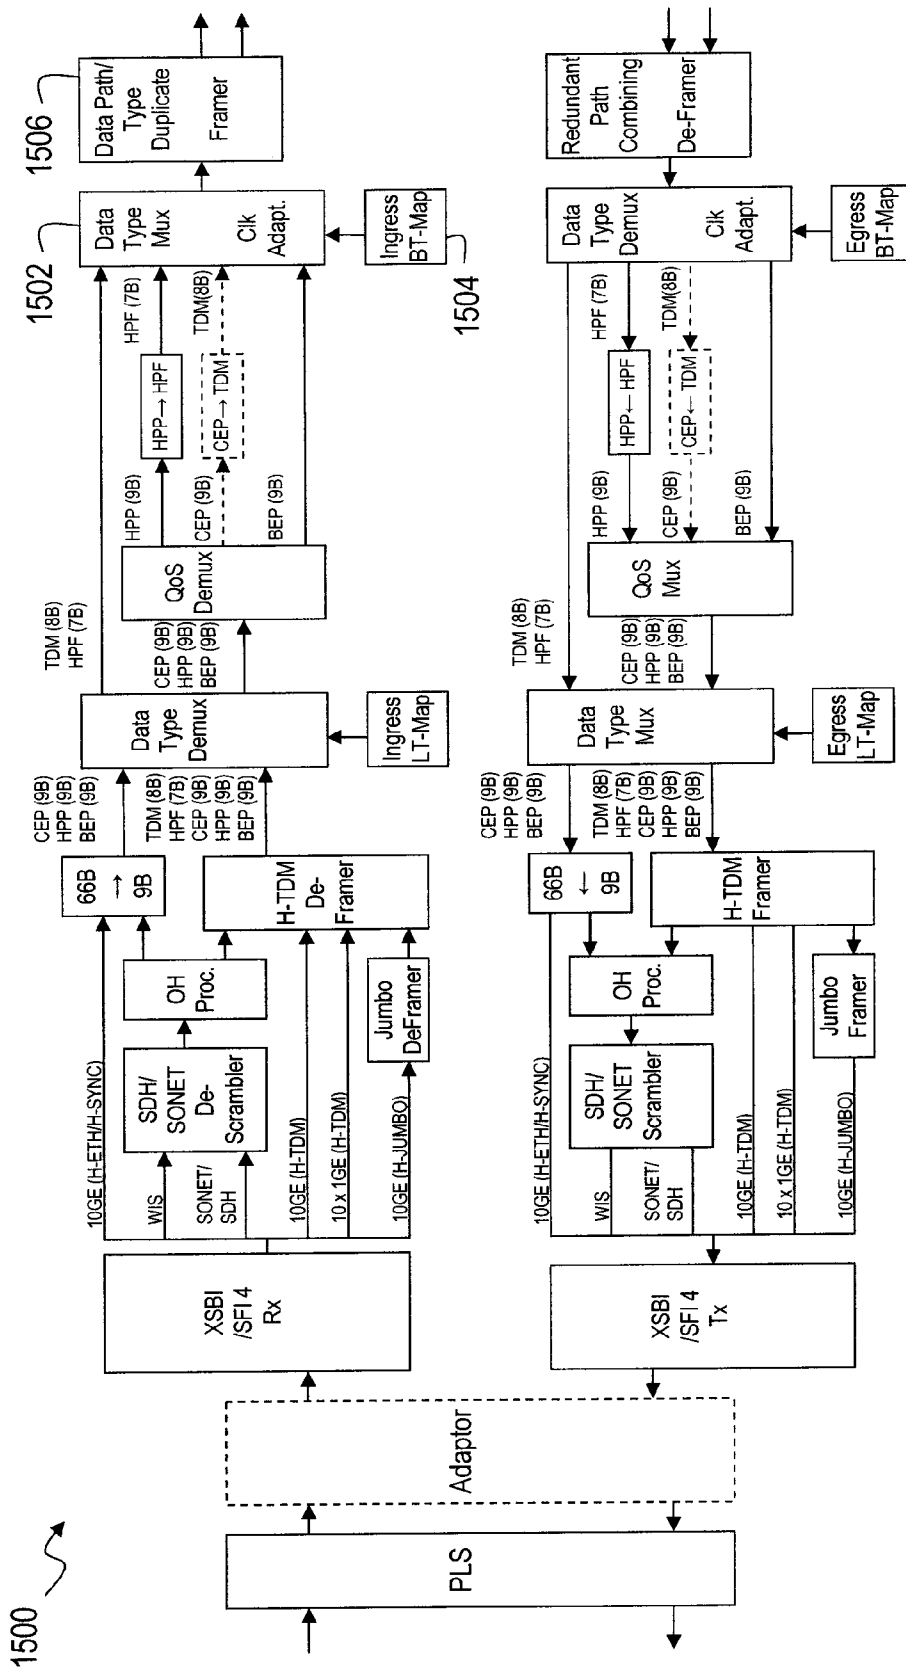 1500
PLS
Adaptor
XSBI
/SFI 4
Rx
10GE (H-ETH/H-SYNC)
WIS
SONET/
SDH
10GE (H-TDM)
10 x 1GE (H-TDM)
10GE (H-JUMBO)
SDH/
SONET
De-
Scrambler
OH
Proc.
Jumbo
DeFramer
66B
→
9B
H-TDM
De-
Framer
CEP (9B)
HPP (9B)
BEP (9B)
TDM (8B)
HPF (7B)
CEP (9B)
HPP (9B)
BEP (9B)
Data
Type
Demux
Ingress
LT-Map
TDM (8B)
HPF (7B)
CEP (9B)
HPP (9B)
BEP (9B)
QoS
Demux
HPP (9B)
CEP (9B)
BEP (9B)
HPP→HPF
CEP→TDM
HPF (7B)
TDM(8B)
1502
Data
Type
Mux
Clk
Adapt.
Ingress
BT-Map
1504
1506
Data Path/
Type
Duplicate
Framer
XSBI
/SFI 4
Tx
10GE (H-ETH/H-SYNC)
WIS
SONET/
SDH
10GE (H-TDM)
10 x 1GE (H-TDM)
10GE (H-JUMBO)
SDH/
SONET
Scrambler
OH
Proc.
Jumbo
Framer
66B
←
9B
H-TDM
Framer
CEP (9B)
HPP (9B)
BEP (9B)
TDM (8B)
HPF (7B)
CEP (9B)
HPP (9B)
BEP (9B)
Data
Type
Mux
Egress
LT-Map
TDM (8B)
HPF (7B)
CEP (9B)
HPP (9B)
BEP (9B)
QoS
Mux
HPP (9B)
CEP (9B)
BEP (9B)
HPP←HPF
CEP←TDM
HPF (7B)
TDM(8B)
Data
Type
Demux
Clk
Adapt.
Egress
BT-Map
Redundant
Path
Combining
De-Framer